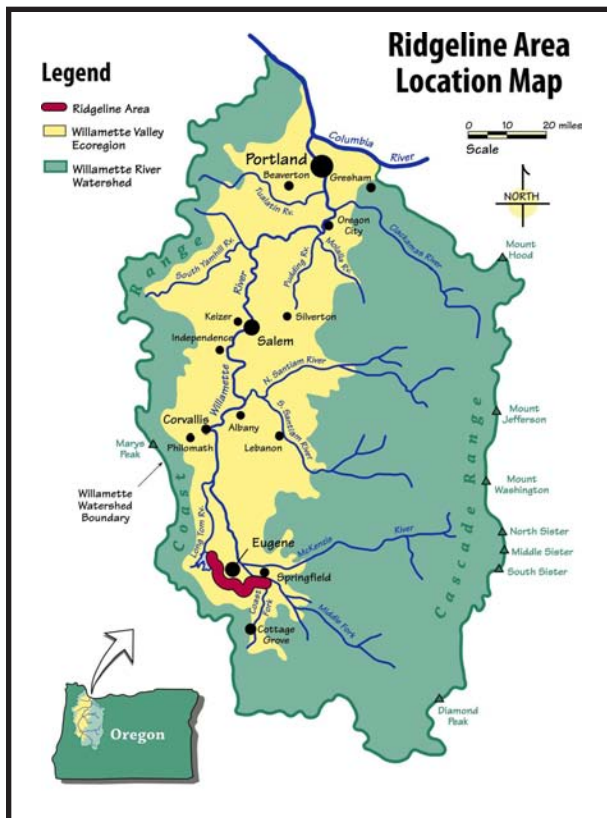 Ridgeline Area
Location Map
Legend
Ridgeline Area
Willamette Valley
Ecoregion
Willamette River
Watershed
0 10 20 miles
Scale
NORTH
Columbia
River
Portland
Beaverton
Gresham
Tualatin Rv.
Oregon
City
Clackamas River
Mount
Hood
Molalla Rv.
Pudding Rv.
South Yamhill Rv.
Coast Range
River
Willamette
Keizer
Silverton
Salem
Independence
N. Santiam River
S. Santiam
River
Mount
Jefferson
Corvallis
Albany
Marys
Peak
Philomath
Lebanon
Willamette
Watershed
Boundary
Mount
Washington
Cascade Range
Long Tom Rv.
McKenzie
River
North Sister
Middle Sister
South Sister
Eugene
Springfield
Coast
Fork
Middle Fork
Cottage
Grove
Diamond
Peak
Oregon